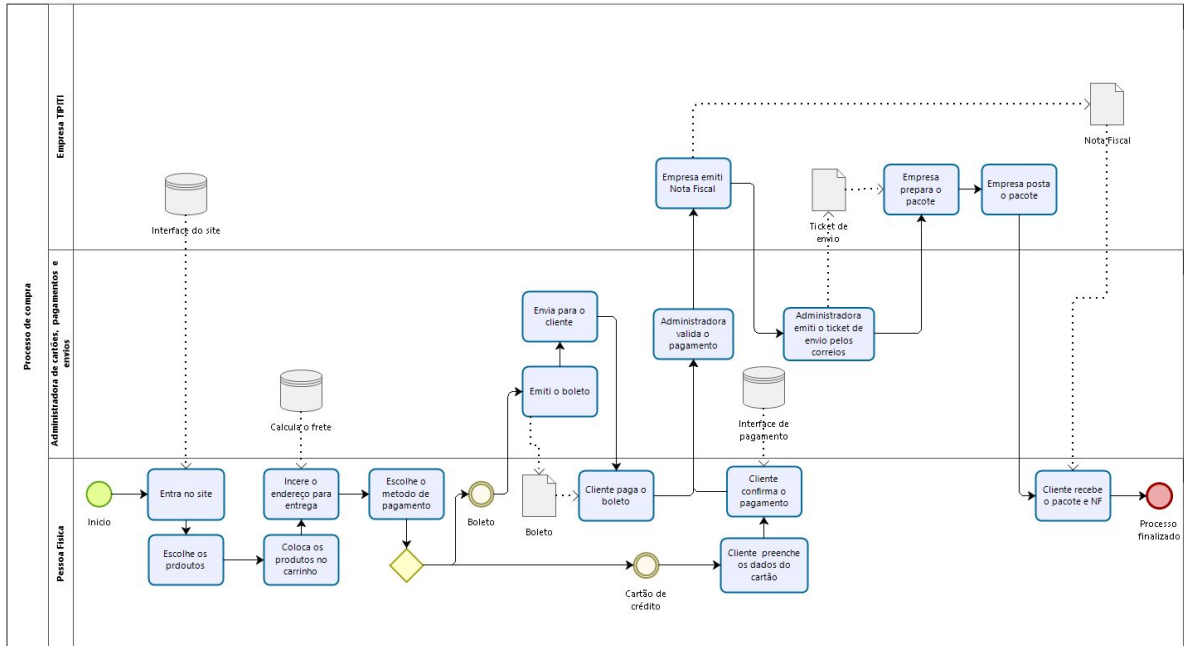 Processo de compra
Empresa TIPITI
Interface do site
Empresa emiti
Nota Fiscal
Ticket de
envio
Empresa
prepara o
pacote
Empresa posta
o pacote
Nota Fiscal
Administradora de cartões, pagamentos e
envios
Calcula o frete
Envia para o
cliente
Emiti o boleto
Administradora
valida o
pagamento
Administradora
emiti o ticket de
envio pelos
correios
Interface de
pagamento
Pessoa Fisica
Inicio
Entra no site
Escolhe os
prdoutos
Incere o
endereço para
entrega
Coloca os
produtos no
carrinho
Escolhe o
metodo de
pagamento
Boleto
Boleto
Cliente paga o
boleto
Cartão de
crédito
Cliente
confirma o
pagamento
Cliente preenche
os dados do
cartão
Cliente recebe
o pacote e NF
Processo
finalizado